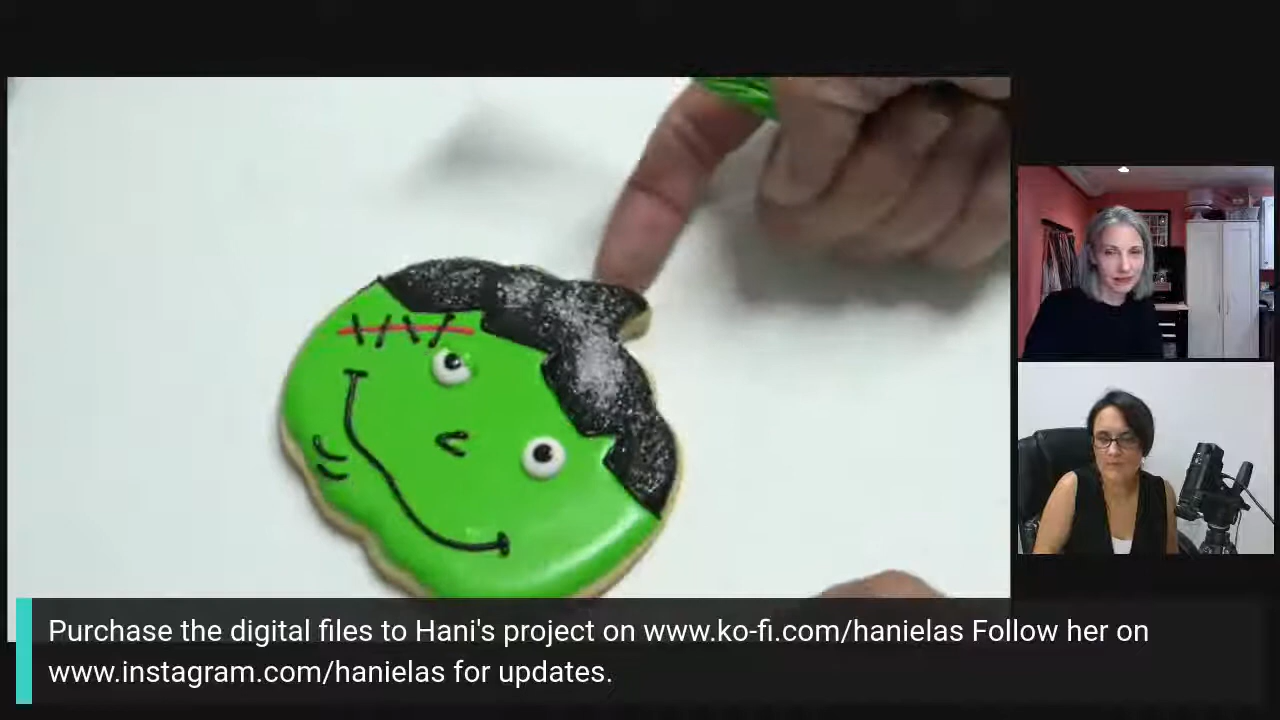 Purchase the digital files to Hani's project on www.ko-fi.com/hanielas Follow her on
www.instagram.com/hanielas for updates.